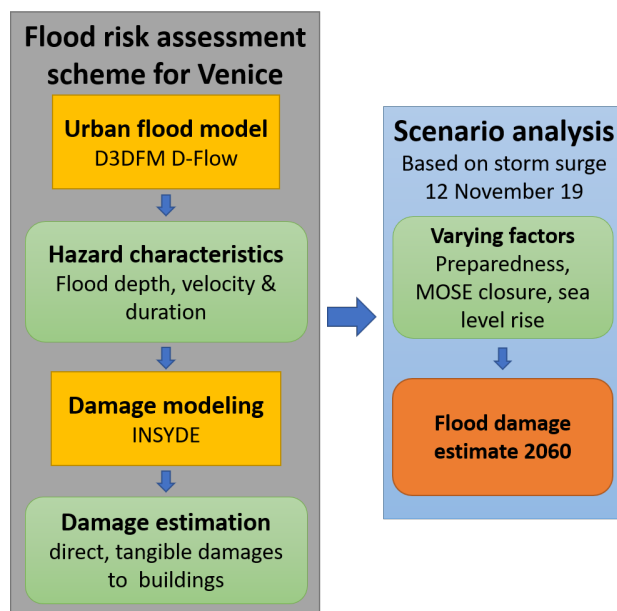 Flood risk assessment
scheme for Venice
Urban flood model
D3DFM D-Flow
Hazard characteristics
Flood depth, velocity &
duration
Damage modeling
INSYDE
Damage estimation
direct, tangible damages
to buildings
Scenario analysis
Based on storm surge
12 November 19
Varying factors
Preparedness,
MOSE closure, sea
level rise
Flood damage
estimate 2060